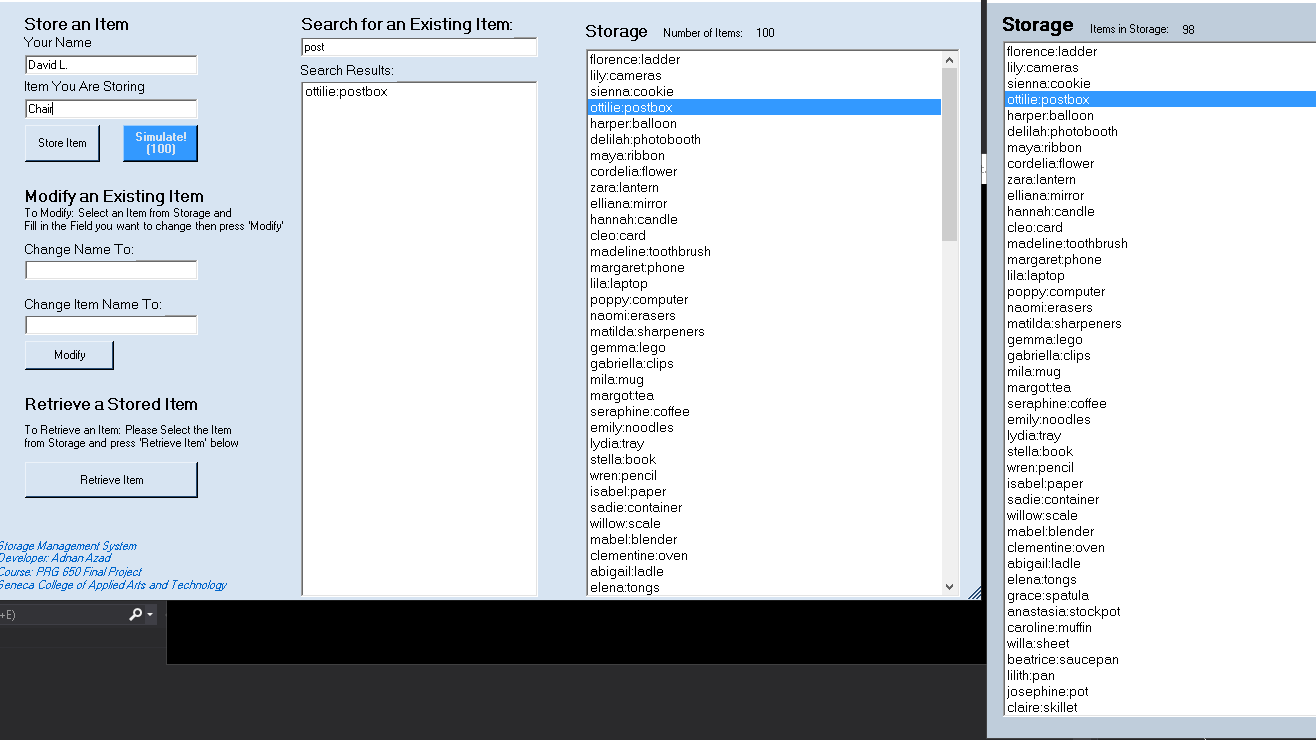 Store an Item
Your Name
David L.
Item You Are Storing
Chair
Store Item
Simulate!
(100)
Modify an Existing Item
To Modify: Select an Item from Storage and
Fill in the Field you want to change then press 'Modify'
Change Name To:
Change Item Name To:
Modify
Retrieve a Stored Item
To Retrieve an Item: Please Select the Item
from Storage and press 'Retrieve Item' below
Retrieve Item
Storage Management System
Developer: Adnan Azad
Course: PRG 650 Final Project
Seneca College of Applied Arts and Technology
+E)
Search for an Existing Item:
post
Search Results:
ottilie:postbox
Storage Number of Items: 100
florence:ladder
lily:cameras
sienna:cookie
ottilie:postbox
harper:balloon
delilah:photobooth
maya:ribbon
cordelia:flower
zara:lantern
elliana:mirror
hannah:candle
cleo:card
madeline:toothbrush
margaret:phone
lila:laptop
poppy:computer
naomi:erasers
matilda:sharpeners
gemma:lego
gabriella:clips
mila:mug
margot:tea
seraphine:coffee
emily:noodles
lydia:tray
stella:book
wren:pencil
isabel:paper
sadie:container
willow:scale
mabel:blender
clementine:oven
abigail:ladle
elena:tongs
Storage Items in Storage: 98
florence:ladder
lily:cameras
sienna:cookie
ottilie:postbox
harper:balloon
delilah:photobooth
maya:ribbon
cordelia:flower
zara:lantern
elliana:mirror
hannah:candle
cleo:card
madeline:toothbrush
margaret:phone
lila:laptop
poppy:computer
naomi:erasers
matilda:sharpeners
gemma:lego
gabriella:clips
mila:mug
margot:tea
seraphine:coffee
emily:noodles
lydia:tray
stella:book
wren:pencil
isabel:paper
sadie:container
willow:scale
mabel:blender
clementine:oven
abigail:ladle
elena:tongs
grace:spatula
anastasia:stockpot
caroline:muffin
willa:sheet
beatrice:saucepan
lilith:pan
josephine:pot
claire:skillet